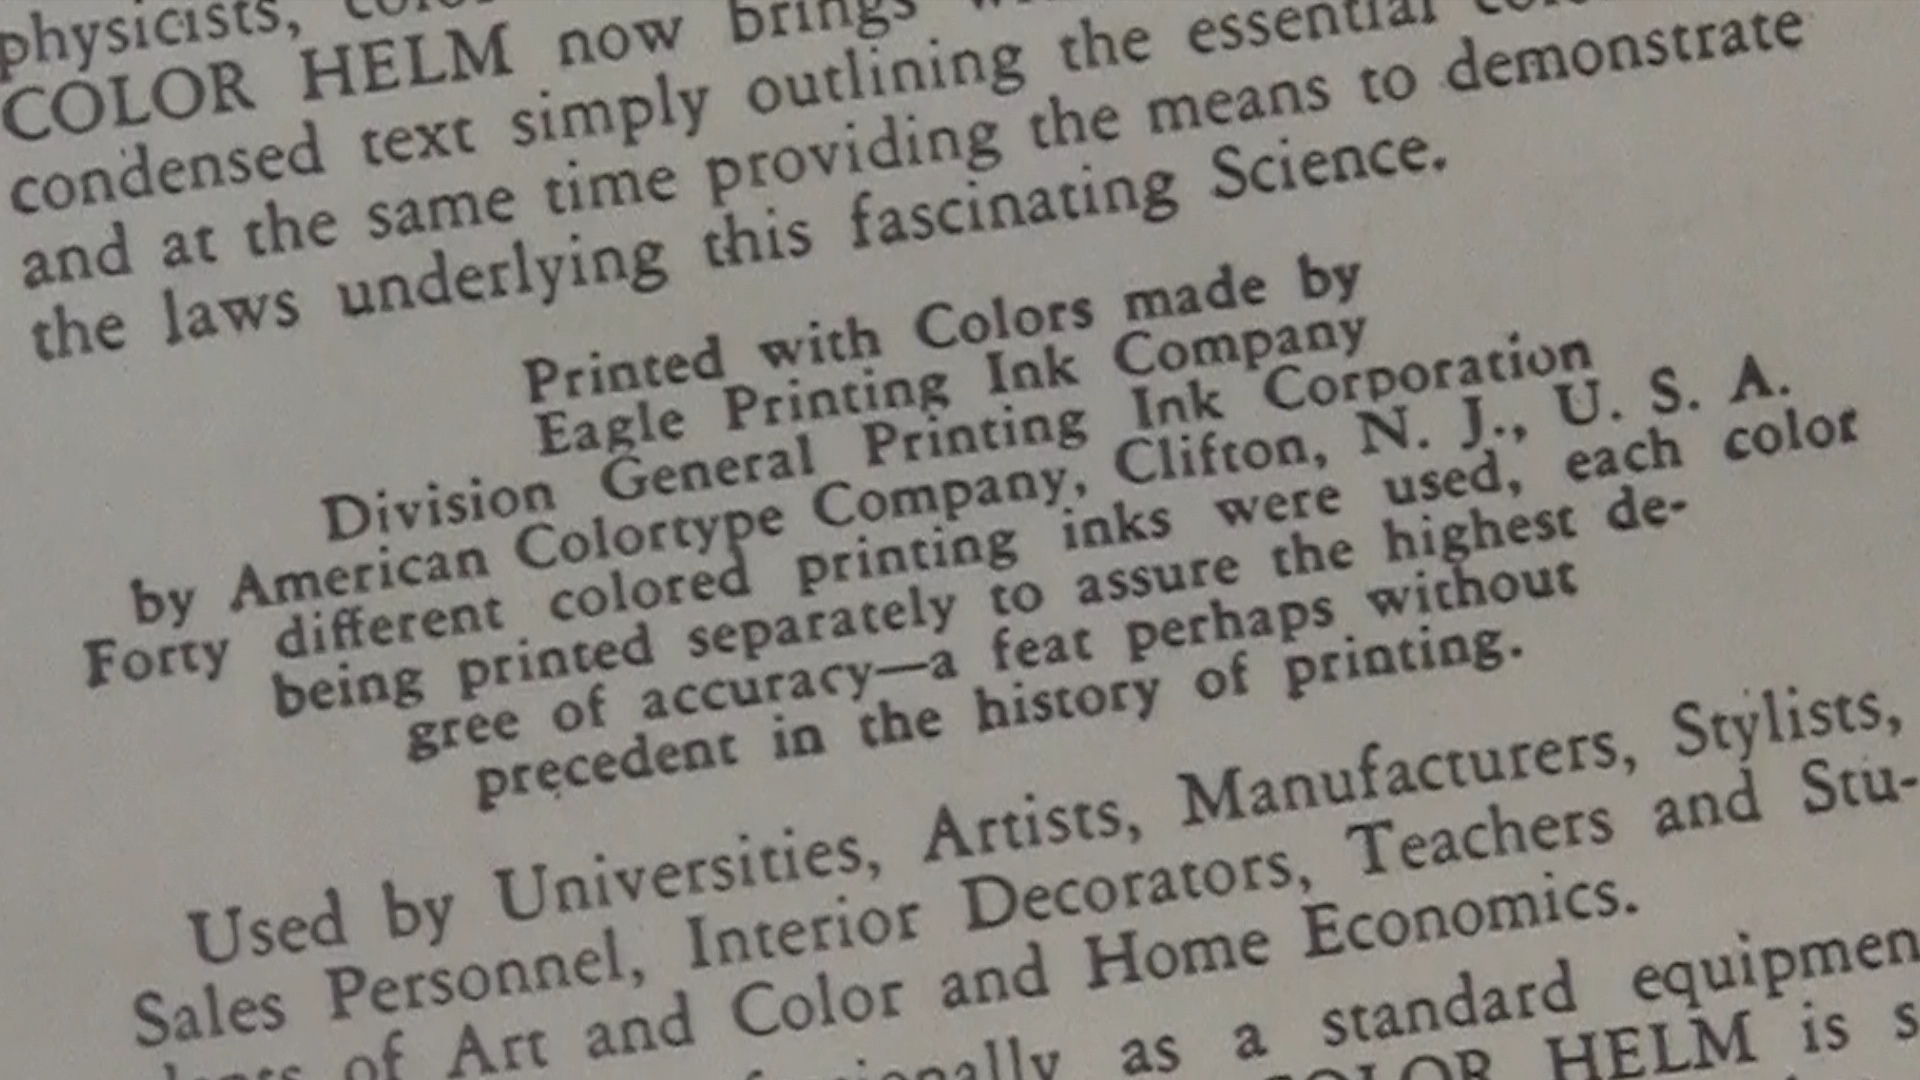 physicists,
COLOR HELM now brings
condensed text simply outlining the essential
and at the same time providing the means to demonstrate
the laws underlying this fascinating Science.
Printed with Colors made by
Eagle Printing Ink Company
Division General Printing Ink Corporation
by American Colortype Company, Clifton, N. J., U. S. A.
Forty different colored printing inks were used, each color
being printed separately to assure the highest de-
gree of accuracy—a feat perhaps without
precedent in the history of printing.
Used by Universities, Artists, Manufacturers, Stylists,
Sales Personnel, Interior Decorators, Teachers and Stu-
dents of Art and Color and Home Economics.
as a standard equipmen
COLOR HELM is s